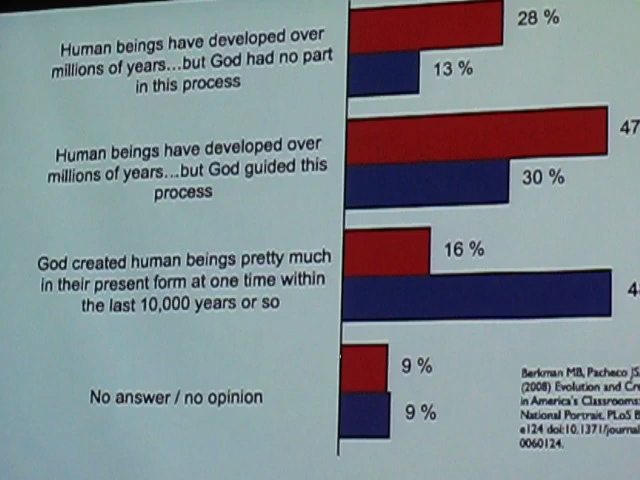 Human beings have developed over
millions of years...but God had no part
in this process
28 %
13 %
Human beings have developed over
millions of years...but God guided this
process
47
30 %
God created human beings pretty much
in their present form at one time within
the last 10,000 years or so
16 %
4
No answer / no opinion
9 %
9 %
Berkman MB, Pacheco JS,
(2008) Evolution and Cre
in America's Classrooms:
National Portrait. PLoS B
e124 doi:10.1371/journal
0060124.